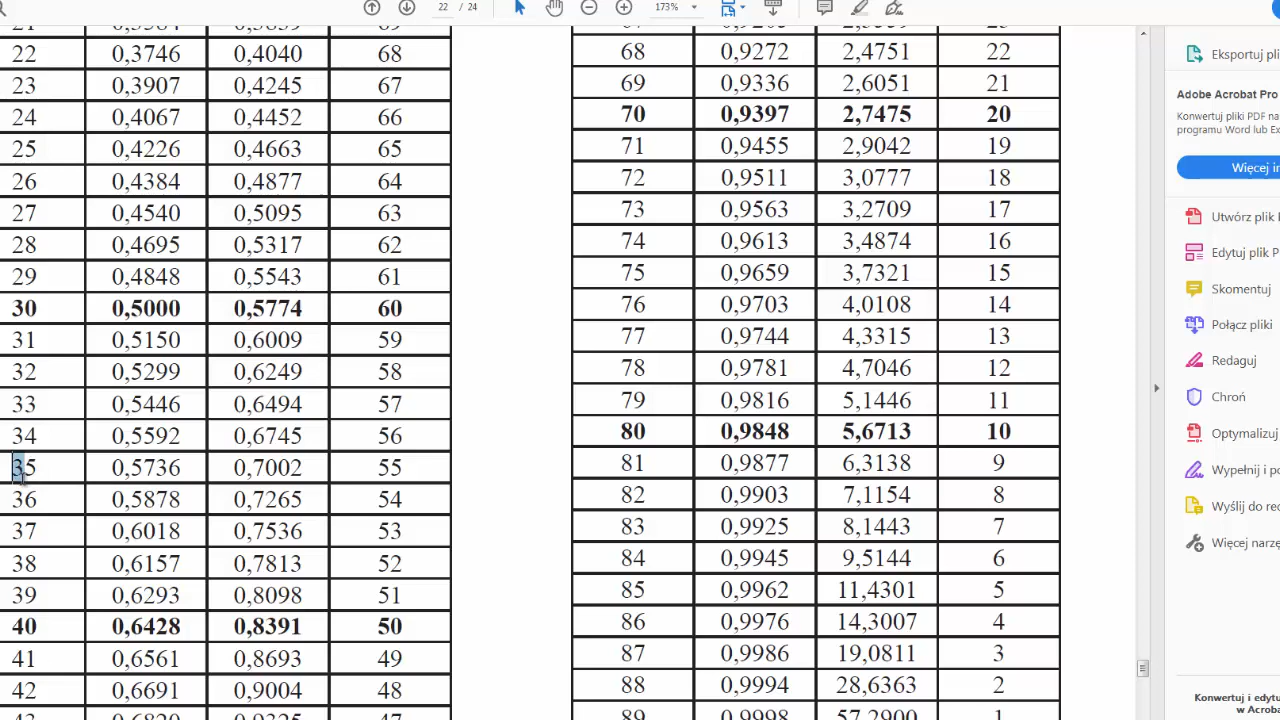 22 / 24 173%
22 0,3746 0,4040 68
23 0,3907 0,4245 67
24 0,4067 0,4452 66
25 0,4226 0,4663 65
26 0,4384 0,4877 64
27 0,4540 0,5095 63
28 0,4695 0,5317 62
29 0,4848 0,5543 61
30 0,5000 0,5774 60
31 0,5150 0,6009 59
32 0,5299 0,6249 58
33 0,5446 0,6494 57
34 0,5592 0,6745 56
35 0,5736 0,7002 55
36 0,5878 0,7265 54
37 0,6018 0,7536 53
38 0,6157 0,7813 52
39 0,6293 0,8098 51
40 0,6428 0,8391 50
41 0,6561 0,8693 49
42 0,6691 0,9004 48
68 0,9272 2,4751 22
69 0,9336 2,6051 21
70 0,9397 2,7475 20
71 0,9455 2,9042 19
72 0,9511 3,0777 18
73 0,9563 3,2709 17
74 0,9613 3,4874 16
75 0,9659 3,7321 15
76 0,9703 4,0108 14
77 0,9744 4,3315 13
78 0,9781 4,7046 12
79 0,9816 5,1446 11
80 0,9848 5,6713 10
81 0,9877 6,3138 9
82 0,9903 7,1154 8
83 0,9925 8,1443 7
84 0,9945 9,5144 6
85 0,9962 11,4301 5
86 0,9976 14,3007 4
87 0,9986 19,0811 3
88 0,9994 28,6363 2
89 0,9998 57,2900 1
Eksportuj pli
Adobe Acrobat Pro
Konwertuj pliki PDF na
programu Word lub Ex
Więcej in
Utwórz plik
Edytuj plik P
Skomentuj
Połącz pliki
Redaguj
Chroń
Optymalizuj
Wypełnij i po
Wyślij do rec
Więcej narzę
Konwertuj i edytu
w Acroba